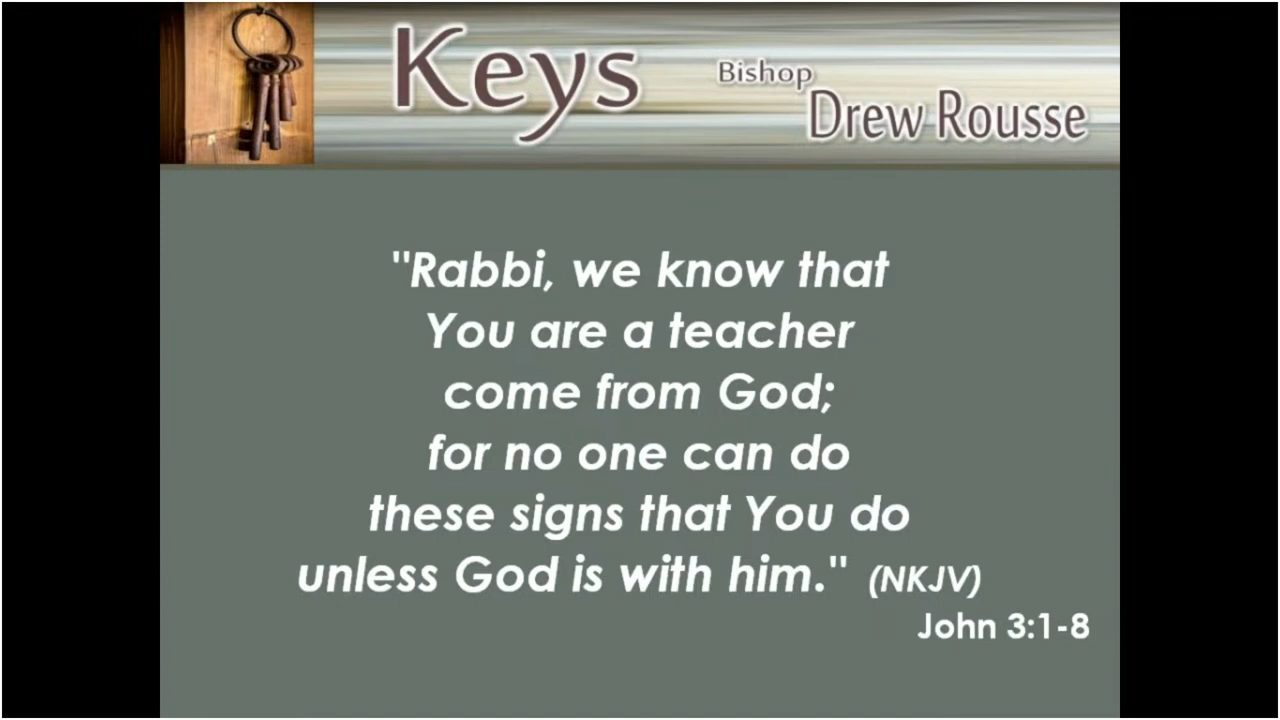 Keys
Bishop
Drew Rousse
"Rabbi, we know that
You are a teacher
come from God;
for no one can do
these signs that You do
unless God is with him." (NKJV)
John 3:1-8